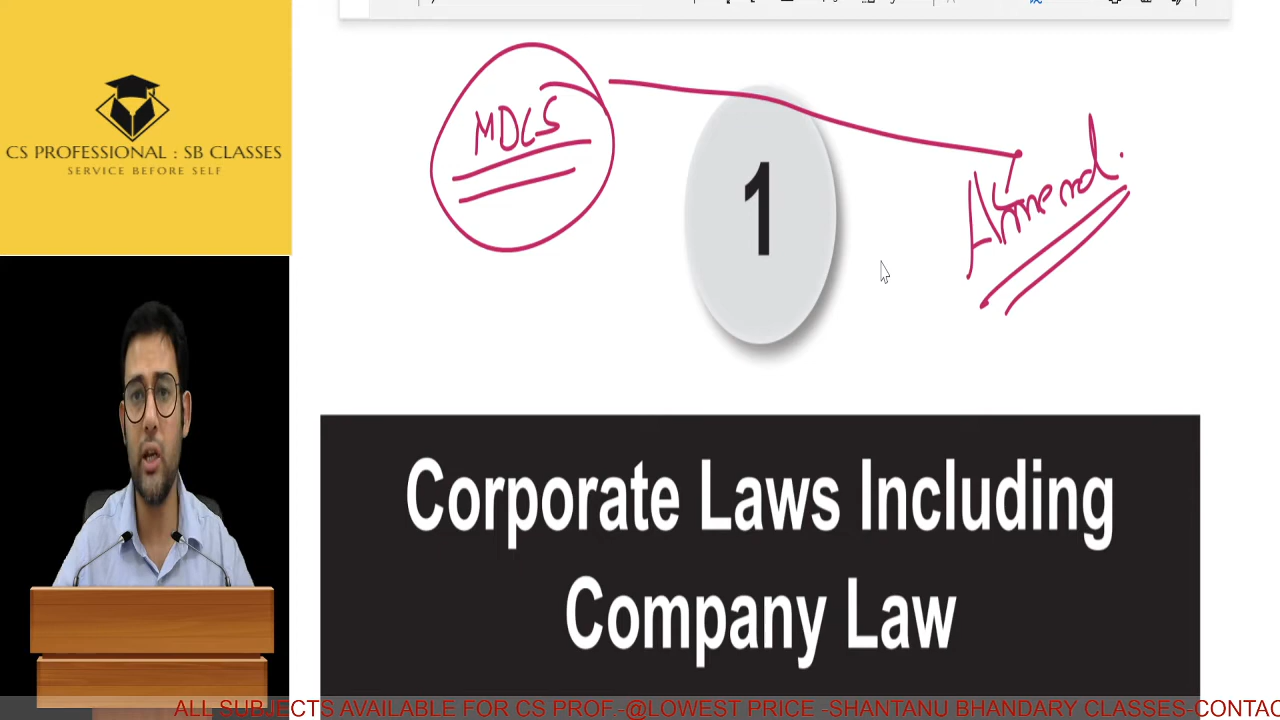 CS PROFESSIONAL : SB CLASSES
SERVICE BEFORE SELF
MDCS
1
Amend.
Corporate Laws Including
Company Law
ALL SUBJECTS AVAILABLE FOR CS PROF.-@LOWEST PRICE -SHANTANU BHANDARY CLASSES-CONTAC